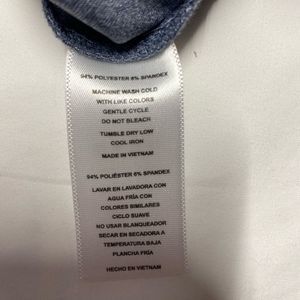 94% POLYESTER 6% SPANDEX
MACHINE WASH COLD
WITH LIKE COLORS
GENTLE CYCLE
DO NOT BLEACH
TUMBLE DRY LOW
COOL IRON
MADE IN VIETNAM
94% POLIÉSTER 6% SPANDEX
LAVAR EN LAVADORA CON
AGUA FRÍA CON
COLORES SIMILARES
CICLO SUAVE
NO USAR BLANQUEADOR
SECAR EN SECADORA A
TEMPERATURA BAJA
PLANCHA FRÍA
HECHO EN VIETNAM